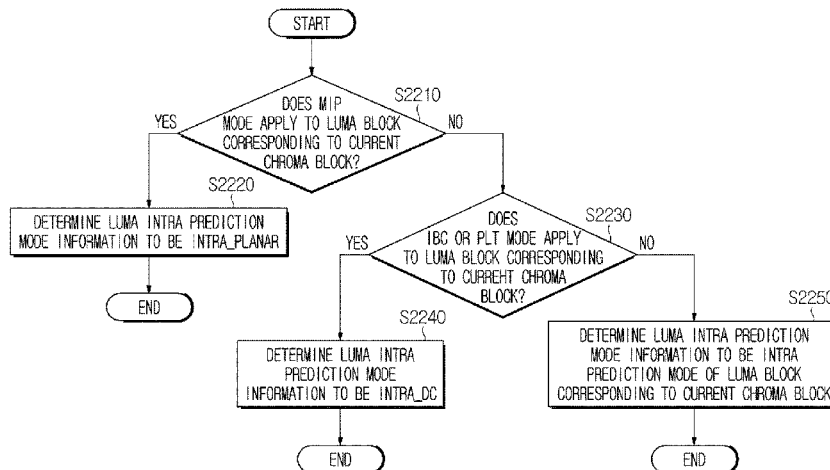 START
S2210
DOES MIP
MODE APPLY TO LUMA BLOCK
CORRESPONDING TO CURRENT
CHROMA BLOCK?
YES
NO
S2220
DETERMINE LUMA INTRA PREDICTION
MODE INFORMATION TO BE INTRA_PLANAR
END
S2230
DOES
IBC OR PLT MODE APPLY
TO LUMA BLOCK CORRESPONDING
TO CURREHT CHROMA
BLOCK?
YES
NO
S2240
DETERMINE LUMA INTRA
PREDICTION MODE
INFORMATION TO BE INTRA_DC
END
S2250
DETERMINE LUMA INTRA PREDICTION
MODE INFORMATION TO BE INTRA
PREDICTION MODE OF LUMA BLOCK
CORRESPONDING TO CURRENT CHROMA BLOCK
END